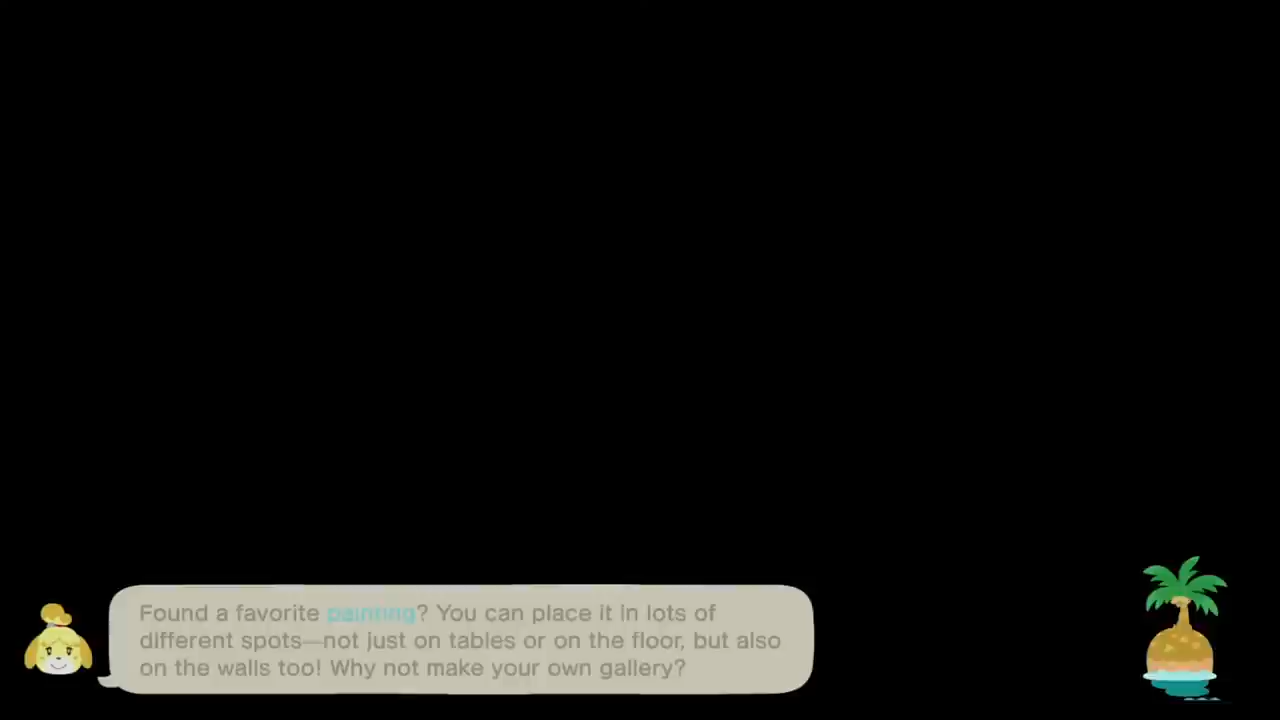 Found a favorite painting? You can place it in lots of
different spots—not just on tables or on the floor, but also
on the walls too! Why not make your own gallery?